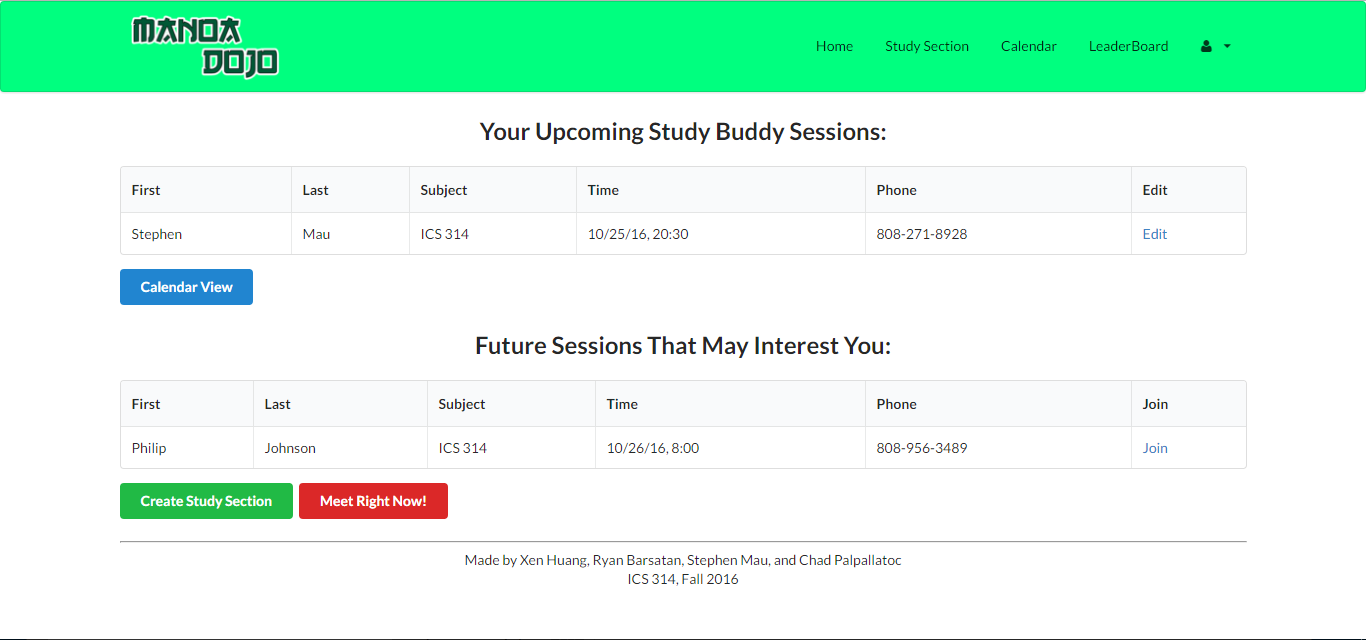 MANOA
DOJO
Home Study Section Calendar LeaderBoard
Your Upcoming Study Buddy Sessions:
First Last Subject Time Phone Edit
Stephen Mau ICS 314 10/25/16, 20:30 808-271-8928 Edit
Calendar View
Future Sessions That May Interest You:
First Last Subject Time Phone Join
Philip Johnson ICS 314 10/26/16, 8:00 808-956-3489 Join
Create Study Section Meet Right Now!
Made by Xen Huang, Ryan Barsatan, Stephen Mau, and Chad Palpallatoc
ICS 314, Fall 2016